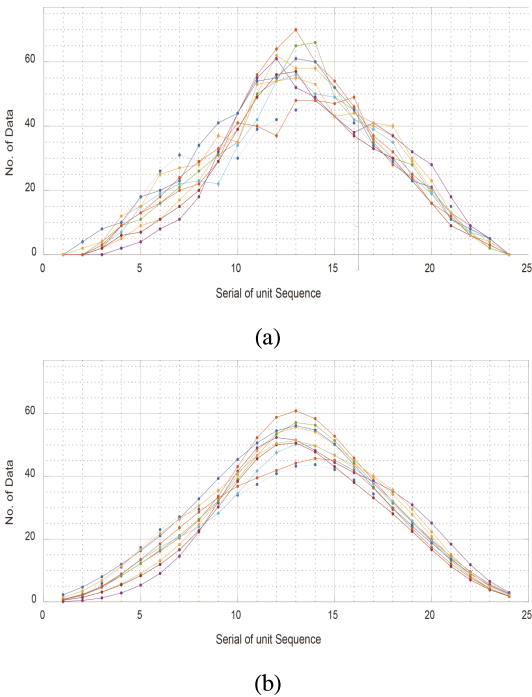 60
40
20
0
No. of Data
0 5 10 15 20 25
Serial of unit Sequence
(a)
60
40
20
0
No. of Data
0 5 10 15 20 25
Serial of unit Sequence
(b)